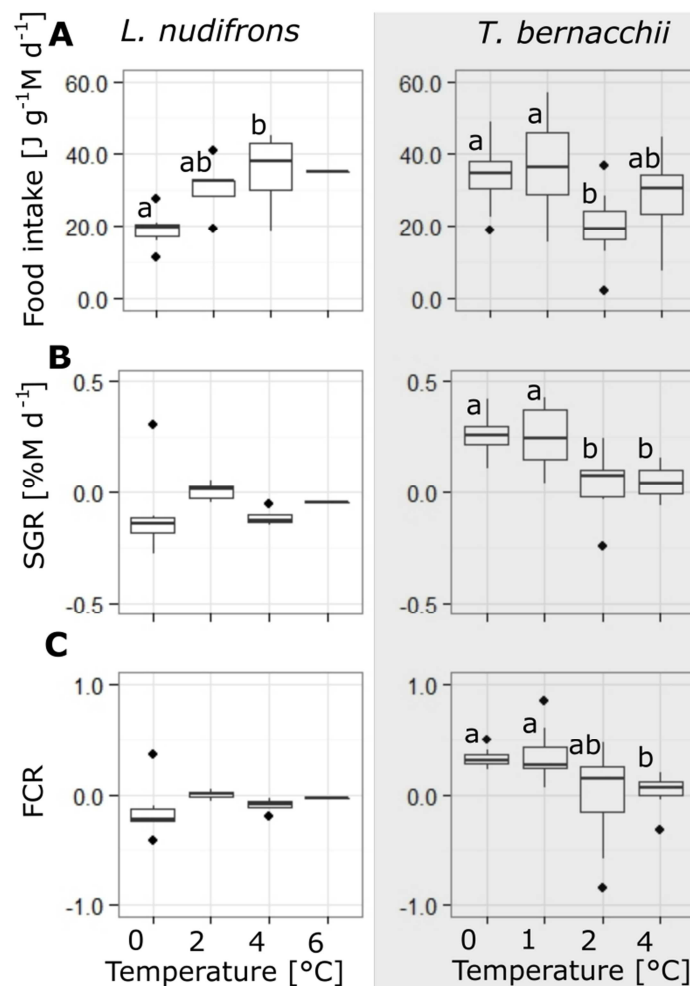 A L. nudifrons T. bernacchii
Food intake [J g⁻¹M d⁻¹]
60.0
40.0
20.0
0.0
a ab b
60.0
40.0
20.0
0.0
a a b ab
B
SGR [%M d⁻¹]
0.5
0.0
-0.5
0.5
0.0
-0.5
a a b b
C
FCR
1.0
0.0
-1.0
1.0
0.0
-1.0
a a ab b
0 2 4 6
Temperature [°C]
0 1 2 4
Temperature [°C]